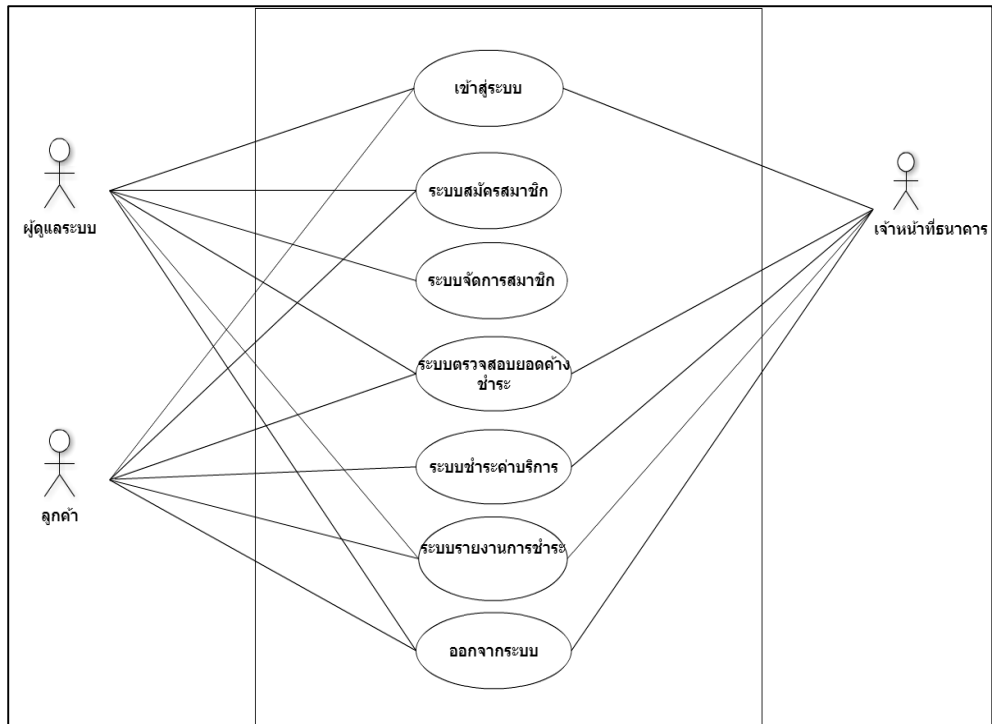 เข้าสู่ระบบ
ระบบสมัครสมาชิก
ผู้ดูแลระบบ
เจ้าหน้าที่ธนาคาร
ระบบจัดการสมาชิก
ระบบตรวจสอบยอดค้าง
ชำระ
ระบบชำระค่าบริการ
ลูกค้า
ระบบรายงานการชำระ
ออกจากระบบ